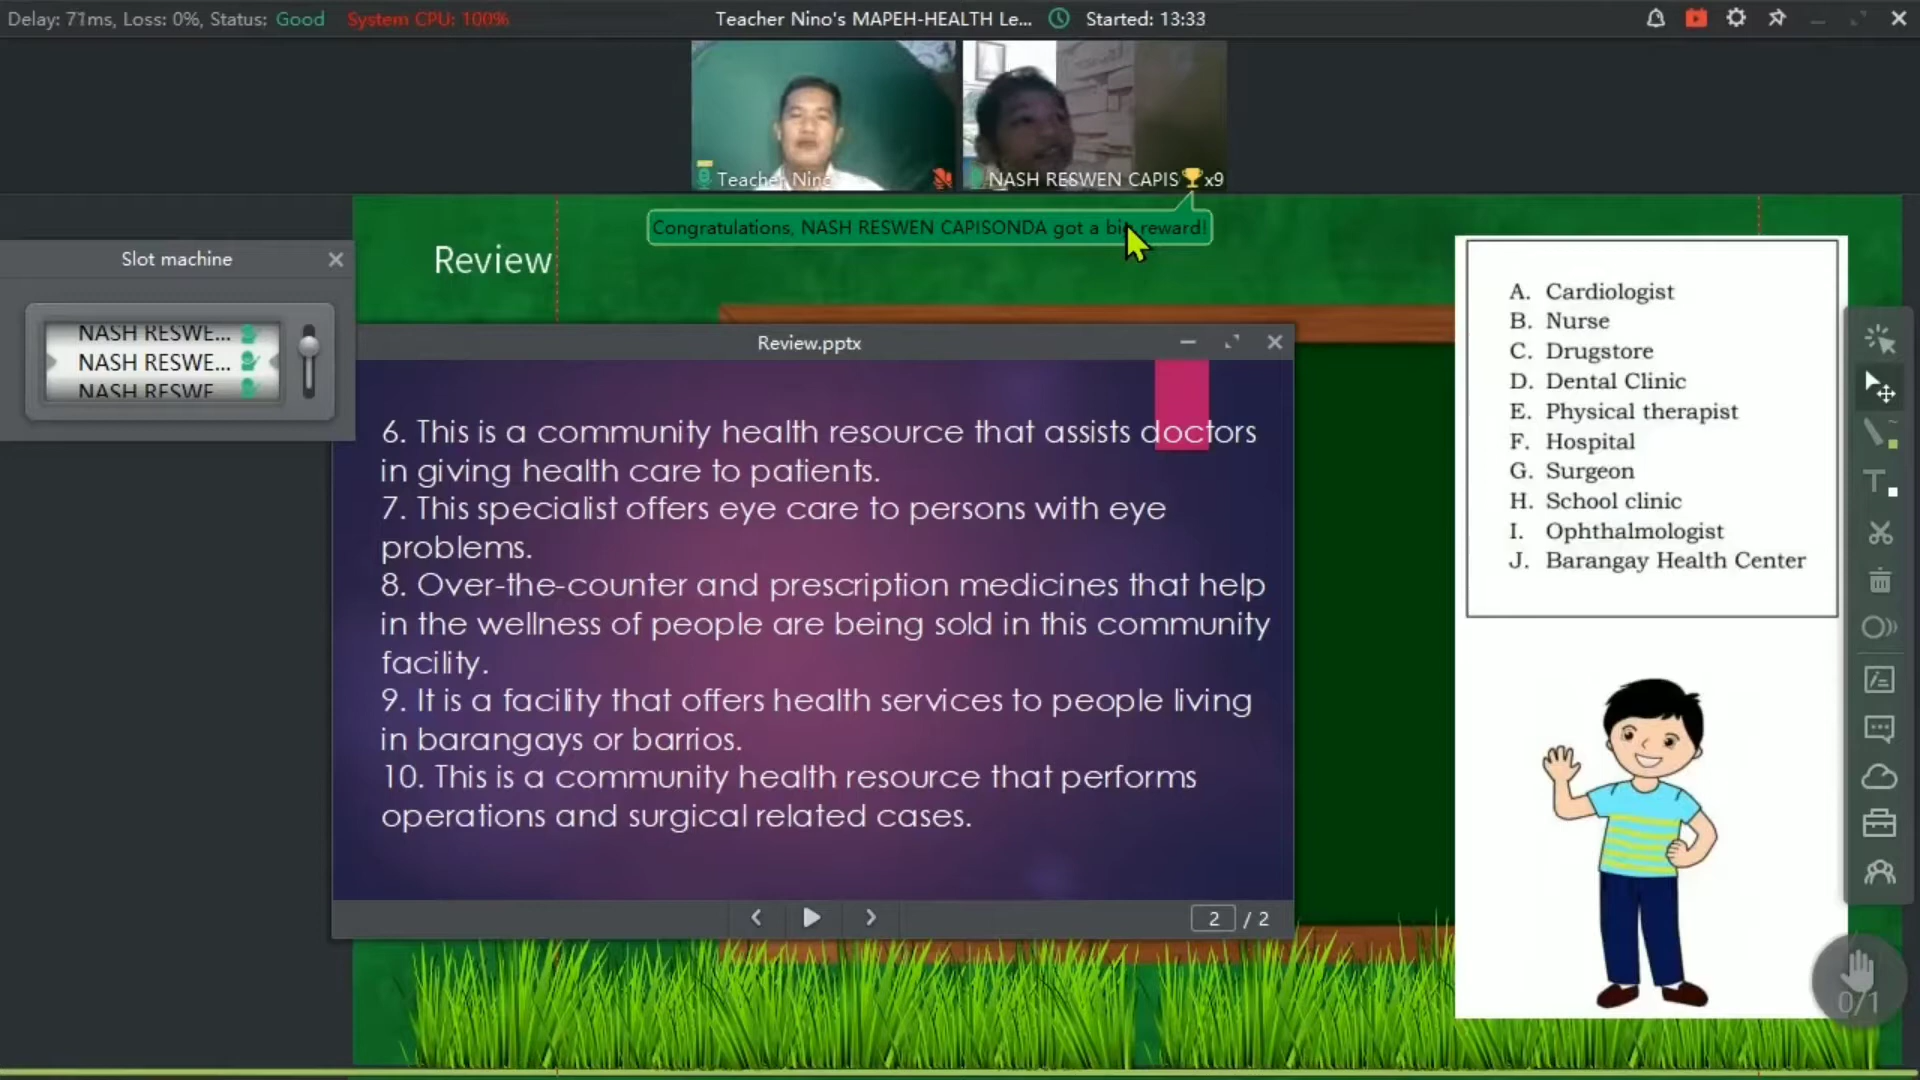 Delay: 71ms, Loss: 0%, Status: Good System CPU: 100%
Teacher Nino's MAPEH-HEALTH Le... Started: 13:33
Teacher Nino
NASH RESWEN CAPIS x9
Congratulations, NASH RESWEN CAPISONDA got a big reward!
Review
Slot machine
NASH RESWE...
NASH RESWE...
NASH RESWE
Review.pptx
6. This is a community health resource that assists doctors
in giving health care to patients.
7. This specialist offers eye care to persons with eye
problems.
8. Over-the-counter and prescription medicines that help
in the wellness of people are being sold in this community
facility.
9. It is a facility that offers health services to people living
in barangays or barrios.
10. This is a community health resource that performs
operations and surgical related cases.
2 / 2
A. Cardiologist
B. Nurse
C. Drugstore
D. Dental Clinic
E. Physical therapist
F. Hospital
G. Surgeon
H. School clinic
I. Ophthalmologist
J. Barangay Health Center
0/1